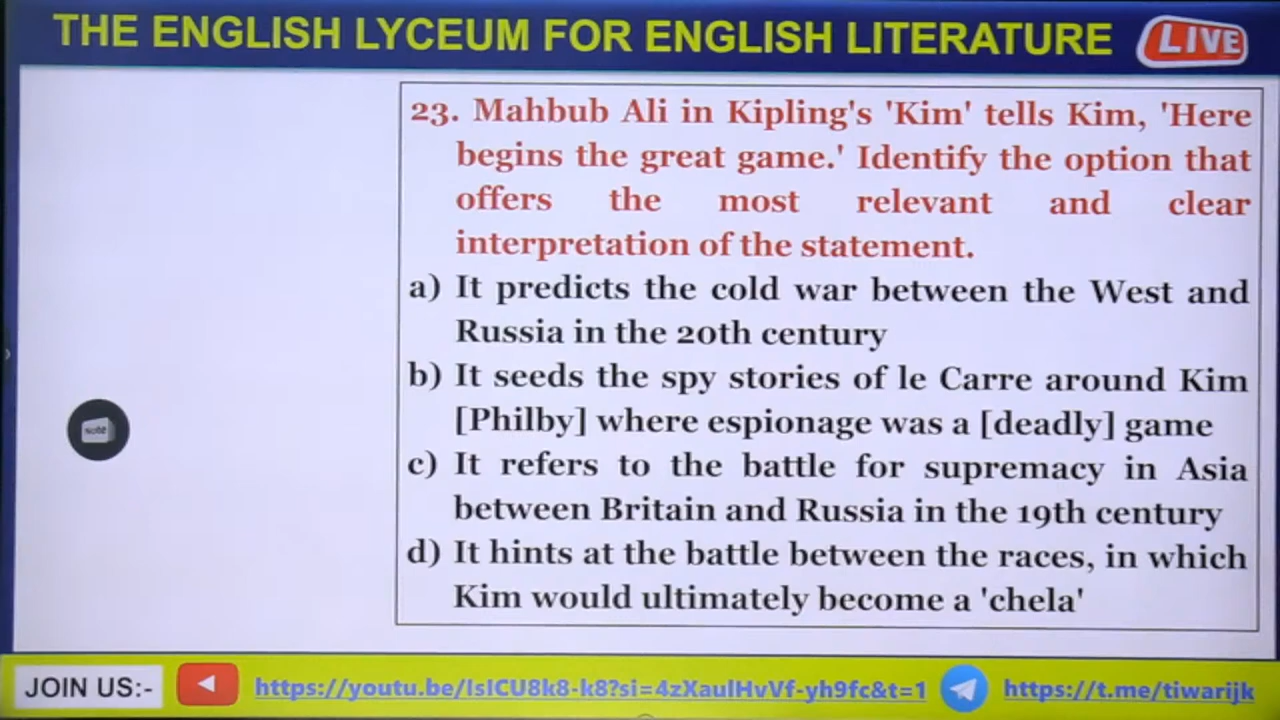 THE ENGLISH LYCEUM FOR ENGLISH LITERATURE
LIVE
23. Mahbub Ali in Kipling's 'Kim' tells Kim, 'Here
begins the great game.' Identify the option that
offers the most relevant and clear
interpretation of the statement.
a) It predicts the cold war between the West and
Russia in the 20th century
b) It seeds the spy stories of le Carre around Kim
[Philby] where espionage was a [deadly] game
c) It refers to the battle for supremacy in Asia
between Britain and Russia in the 19th century
d) It hints at the battle between the races, in which
Kim would ultimately become a 'chela'
note
JOIN US:- https://youtu.be/IsICU8k8-k8?si=4zXaulHvVf-yh9fc&t=1 https://t.me/tiwarijk